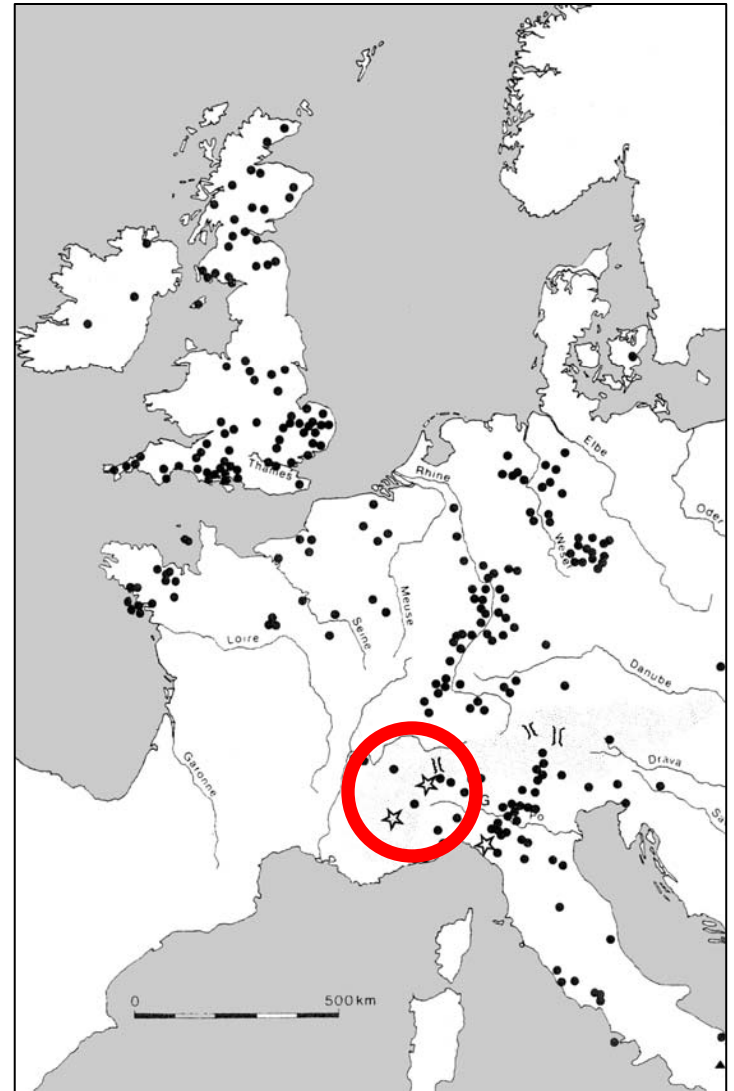 Elbe
Thames
Rhine
Oder
Weser
Meuse
Seine
Loire
Danube
Garonne
Drava
Sa
G
Po
0
500 km